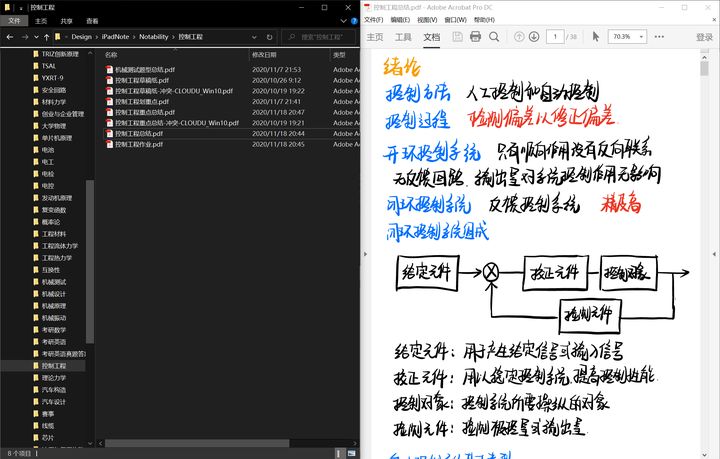 控制工程
文件
主页
共享
查看
Design › iPadNote › Notability › 控制工程
搜索"控制工程"
TRIZ创新原理
TSAL
YXRT-9
安全回路
材料力学
创业与企业管理
大学物理
单片机原理
电池
电工
电检
电控
发动机原理
复变函数
概率论
工程材料
工程流体力学
工程热力学
互换性
机械测试
机械设计
机械原理
机械振动
考研数学
考研英语
考研英语真题答
控制工程
理论力学
汽车构造
汽车设计
赛事
线缆
芯片
名称 修改日期 类型
机械测试题型总结.pdf 2020/11/7 21:53 Adobe Ac
控制工程草稿纸.pdf 2020/10/26 9:12 Adobe Ac
控制工程草稿纸-冲突-CLOUDU_Win10.pdf 2020/10/19 19:22 Adobe Ac
控制工程划重点.pdf 2020/11/7 21:41 Adobe Ac
控制工程重点总结.pdf 2020/11/18 20:47 Adobe Ac
控制工程重点总结-冲突-CLOUDU_Win10.pdf 2020/10/19 19:21 Adobe Ac
控制工程总结.pdf 2020/11/18 20:44 Adobe Ac
控制工程作业.pdf 2020/11/18 20:45 Adobe Ac
8 个项目
控制工程总结.pdf - Adobe Acrobat Pro DC
文件(F) 编辑(E) 视图(V) 窗口(W) 帮助(H)
主页 工具 文档 1 / 38 70.3% 登录
绪论
控制方法 人工控制和自动控制
控制过程 检测偏差以修正偏差
开环控制系统 只有顺向作用没有反向联系
无反馈回路,输出量对系统控制作用无影响
闭环控制系统 反馈控制系统 精度高
闭环控制系统组成
给定元件 校正元件 控制对象
检测元件
给定元件:用于产生给定信号或输入信号
校正元件:用以稳定控制系统,提高控制性能
控制对象:控制系统所要操纵的对象
检测元件:检测被控量或输出量